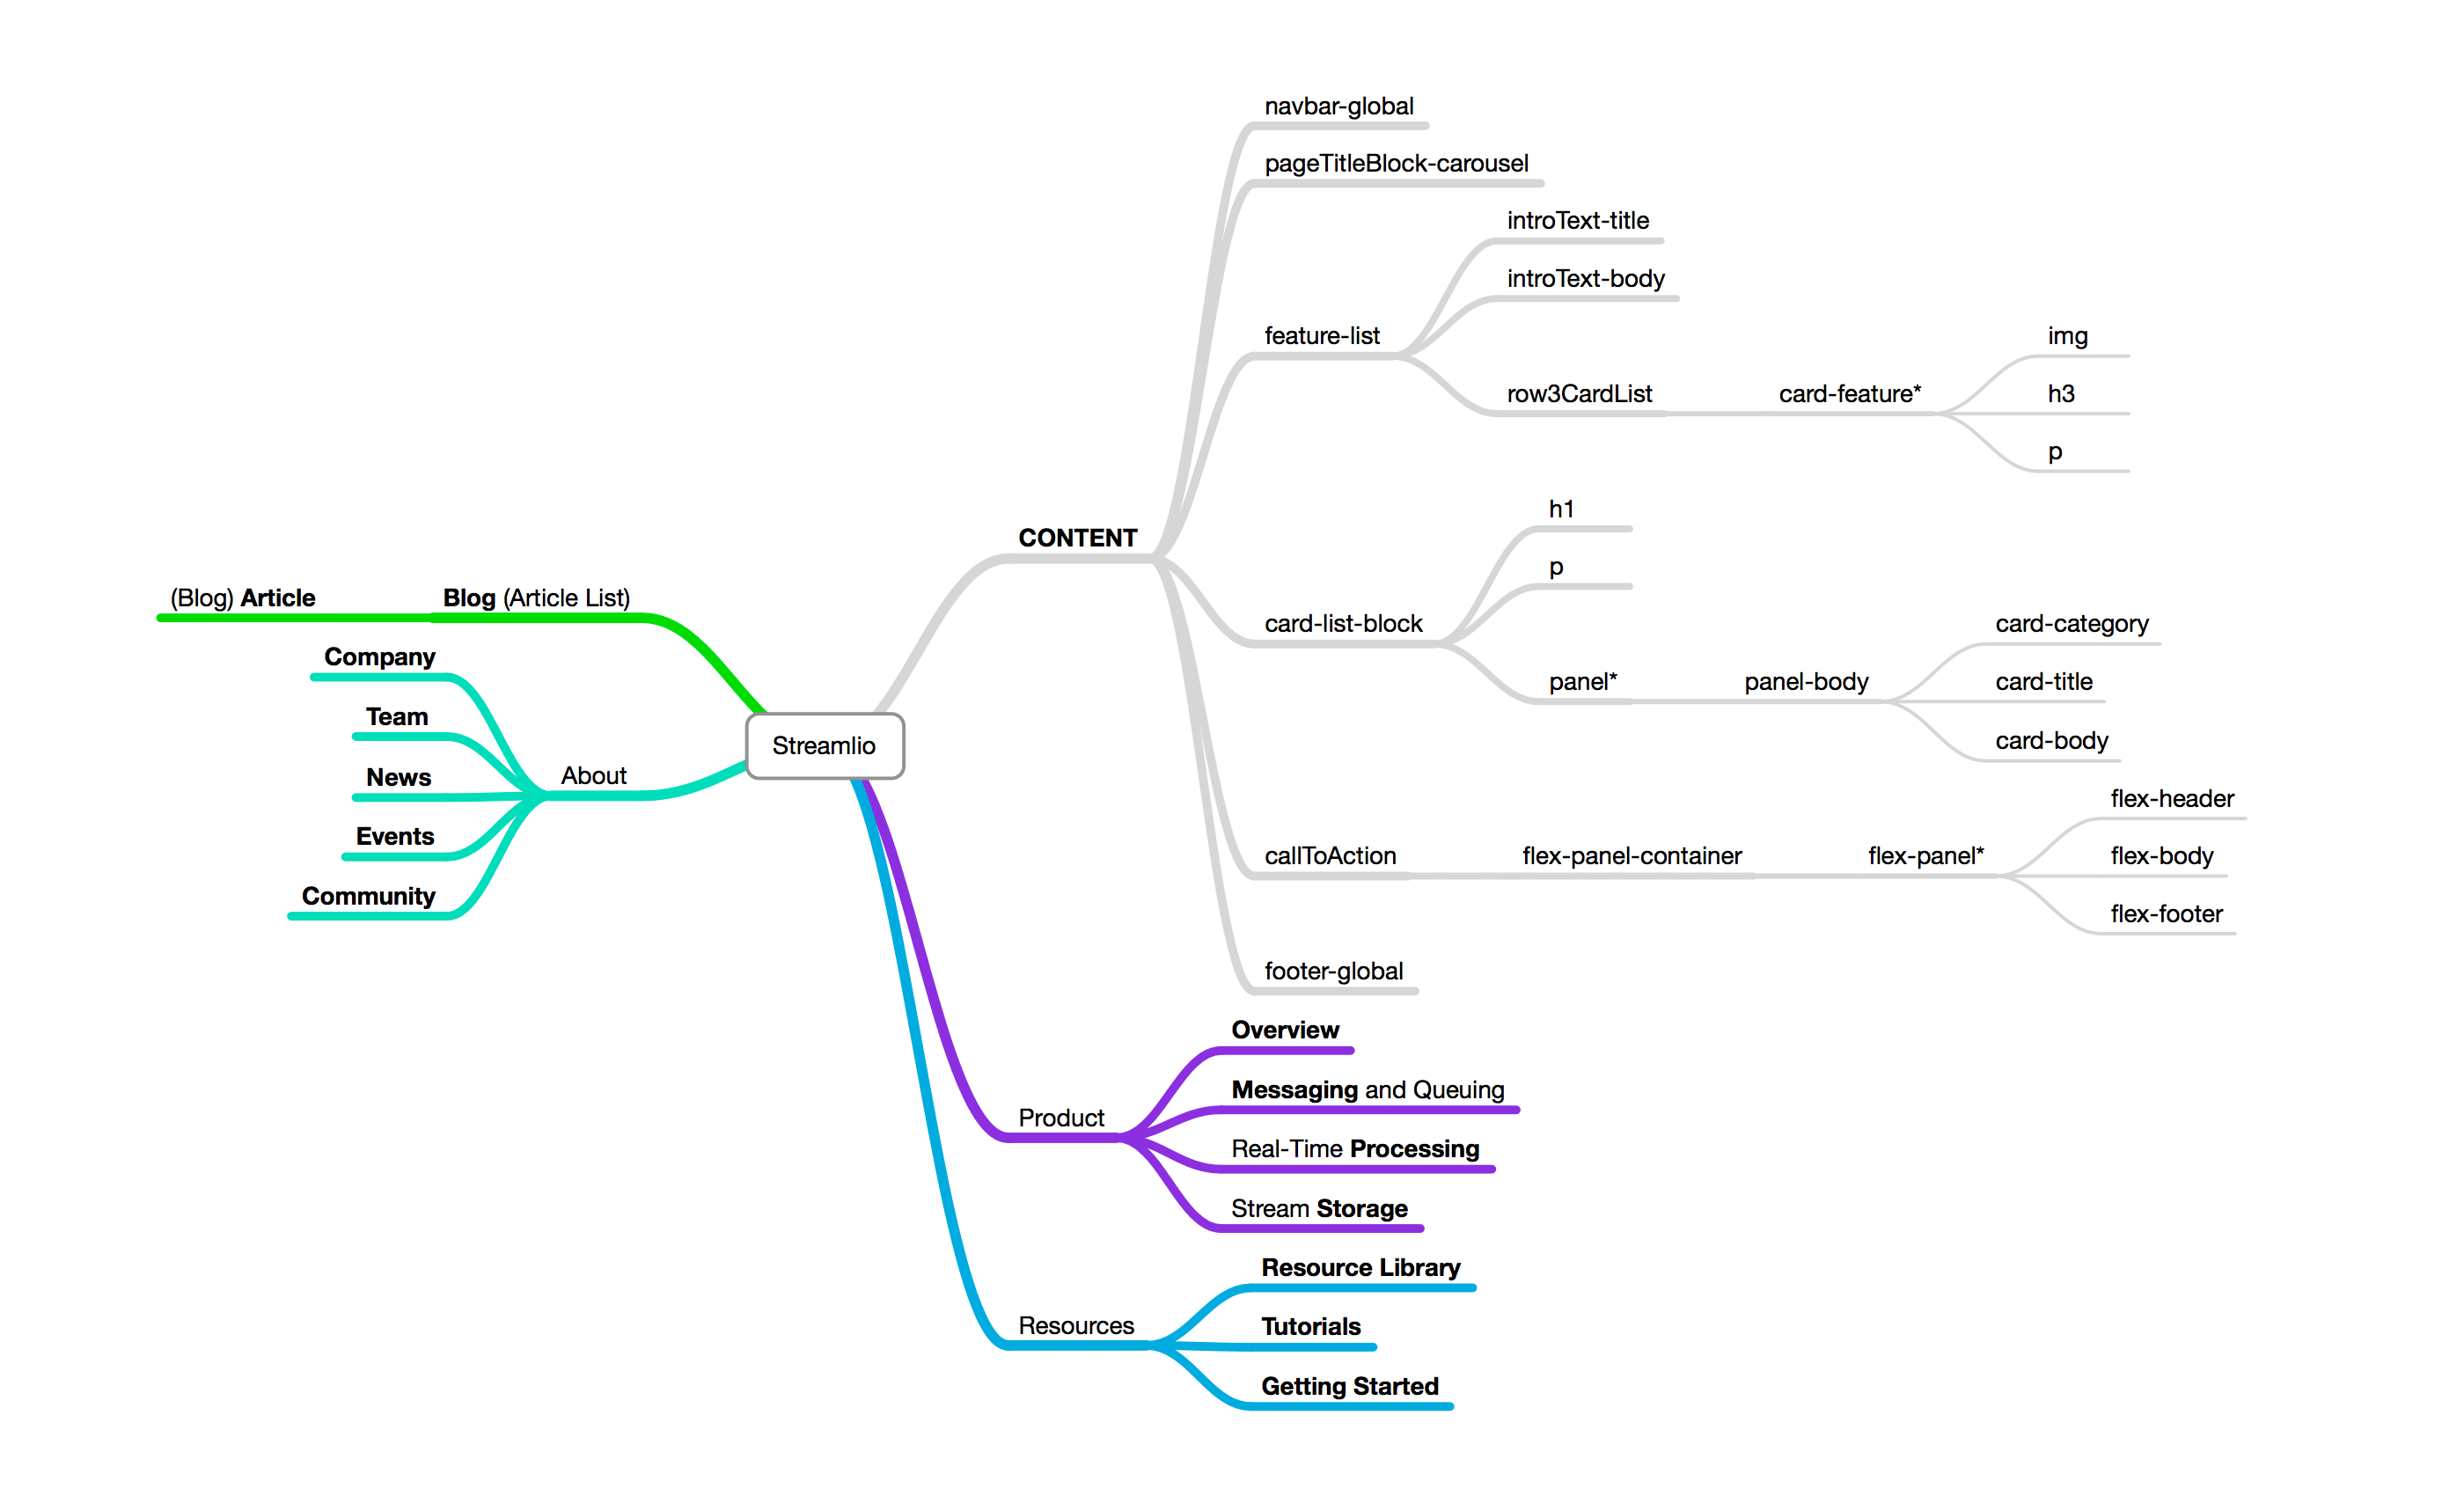 Streamlio
CONTENT
navbar-global
pageTitleBlock-carousel
feature-list
introText-title
introText-body
row3CardList
card-feature*
img
h3
p
card-list-block
h1
p
panel*
panel-body
card-category
card-title
card-body
callToAction
flex-panel-container
flex-panel*
flex-header
flex-body
flex-footer
footer-global
Product
Overview
Messaging and Queuing
Real-Time Processing
Stream Storage
Resources
Resource Library
Tutorials
Getting Started
Blog (Article List)
(Blog) Article
About
Company
Team
News
Events
Community